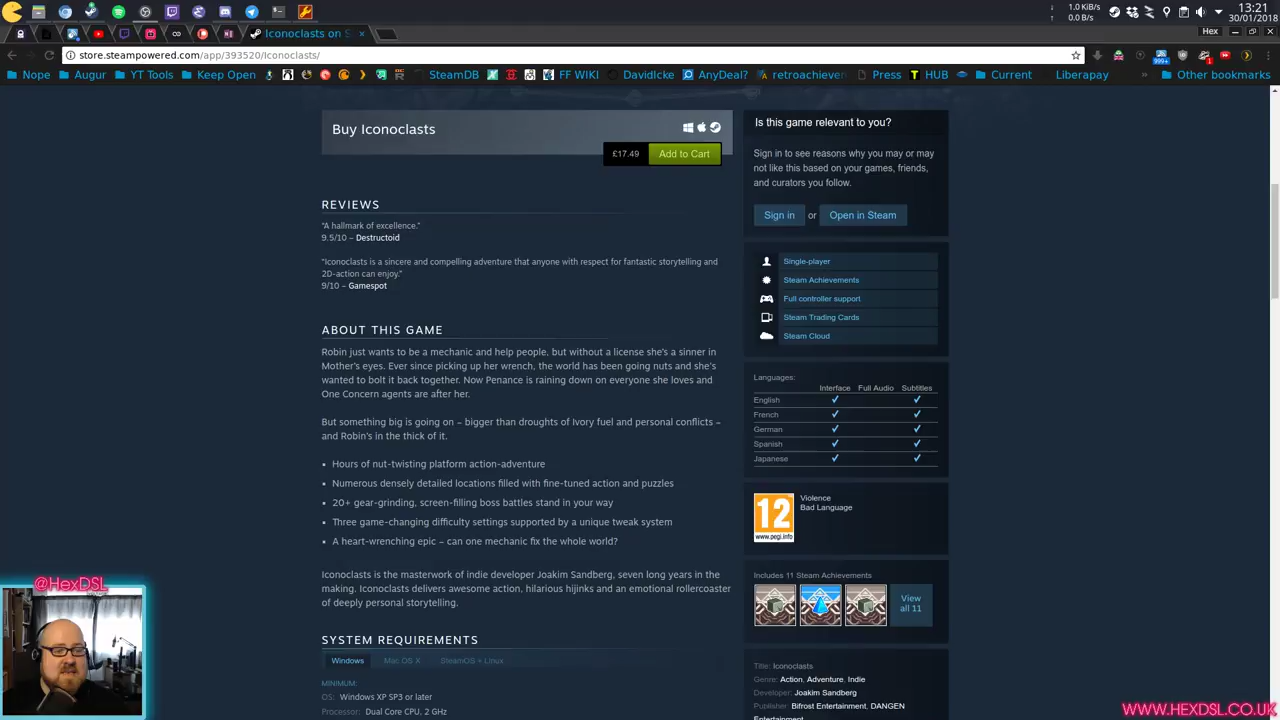 1.0 KiB/s
0.0 B/s
13:21
30/01/2018
Iconoclasts on S
Hex
store.steampowered.com/app/393520/Iconoclasts/
Nope
Augur
YT Tools
Keep Open
SteamDB
FF WIKI
DavidIcke
AnyDeal?
retroachiever
Press
HUB
Current
Liberapay
Other bookmarks
Buy Iconoclasts
£17.49
Add to Cart
REVIEWS
“A hallmark of excellence.”
9.5/10 – Destructoid
“Iconoclasts is a sincere and compelling adventure that anyone with respect for fantastic storytelling and
2D-action can enjoy.”
9/10 – Gamespot
ABOUT THIS GAME
Robin just wants to be a mechanic and help people, but without a license she’s a sinner in
Mother’s eyes. Ever since picking up her wrench, the world has been going nuts and she’s
wanted to bolt it back together. Now Penance is raining down on everyone she loves and
One Concern agents are after her.
But something big is going on – bigger than droughts of Ivory fuel and personal conflicts –
and Robin’s in the thick of it.
• Hours of nut-twisting platform action-adventure
• Numerous densely detailed locations filled with fine-tuned action and puzzles
• 20+ gear-grinding, screen-filling boss battles stand in your way
• Three game-changing difficulty settings supported by a unique tweak system
• A heart-wrenching epic – can one mechanic fix the whole world?
Iconoclasts is the masterwork of indie developer Joakim Sandberg, seven long years in the
making. Iconoclasts delivers awesome action, hilarious hijinks and an emotional rollercoaster
of deeply personal storytelling.
SYSTEM REQUIREMENTS
Windows
Mac OS X
SteamOS + Linux
MINIMUM:
OS: Windows XP SP3 or later
Processor: Dual Core CPU, 2 GHz
Is this game relevant to you?
Sign in to see reasons why you may or may
not like this based on your games, friends,
and curators you follow.
Sign in or Open in Steam
Single-player
Steam Achievements
Full controller support
Steam Trading Cards
Steam Cloud
Languages:
Interface Full Audio Subtitles
English ✔ ✔
French ✔ ✔
German ✔ ✔
Spanish ✔ ✔
Japanese ✔ ✔
12
www.pegi.info
Violence
Bad Language
Includes 11 Steam Achievements
View
all 11
Title: Iconoclasts
Genre: Action, Adventure, Indie
Developer: Joakim Sandberg
Publisher: Bifrost Entertainment, DANGEN
Entertainment
@HexDSL
WWW.HEXDSL.CO.UK